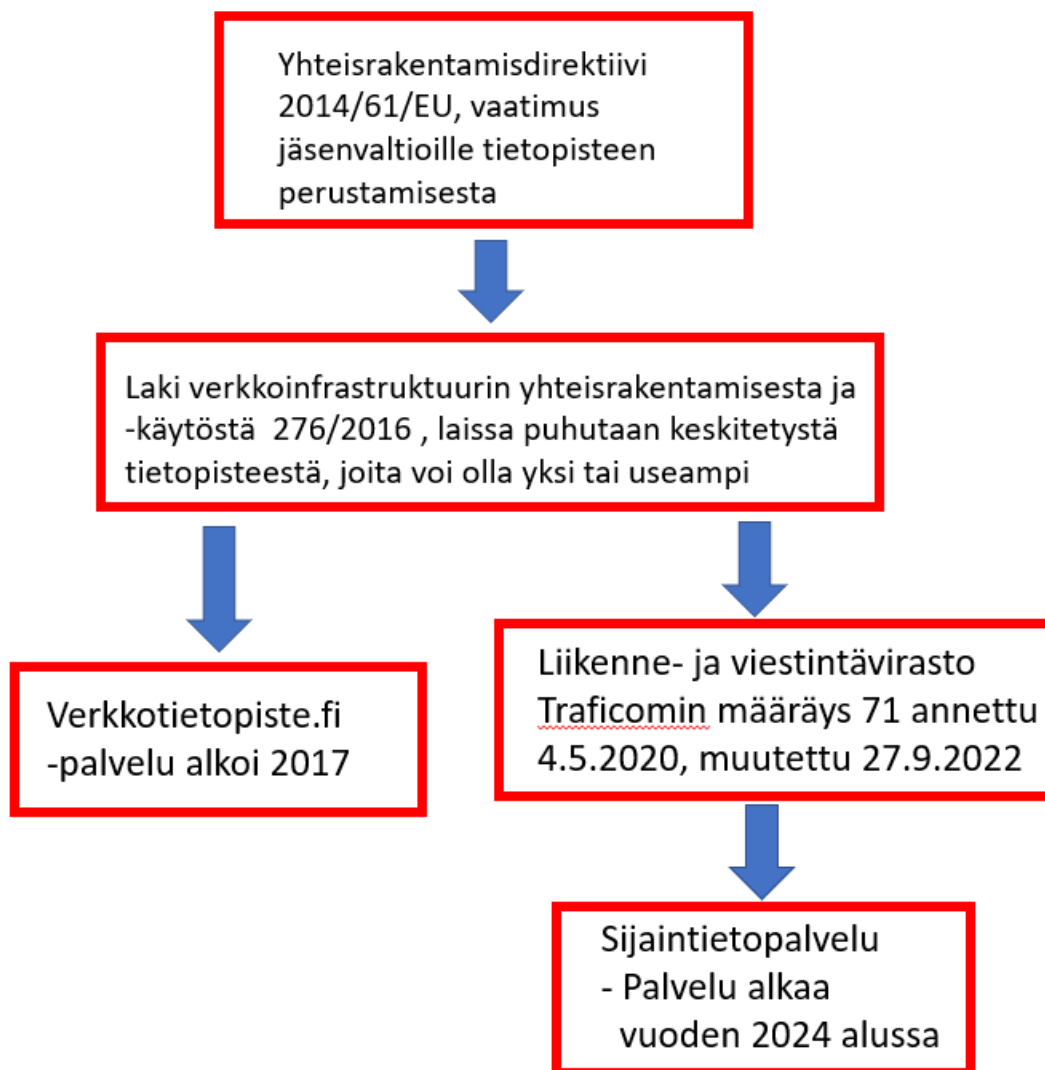 Yhteisrakentamisdirektiivi
2014/61/EU, vaatimus
jäsenvaltioille tietopisteen
perustamisesta
Laki verkkoinfrastruktuurin yhteisrakentamisesta ja
-käytöstä 276/2016 , laissa puhutaan keskitetystä
tietopisteestä, joita voi olla yksi tai useampi
Verkkotietopiste.fi
-palvelu alkoi 2017
Liikenne- ja viestintävirasto
Traficomin määräys 71 annettu
4.5.2020, muutettu 27.9.2022
Sijaintietopalvelu
- Palvelu alkaa
vuoden 2024 alussa